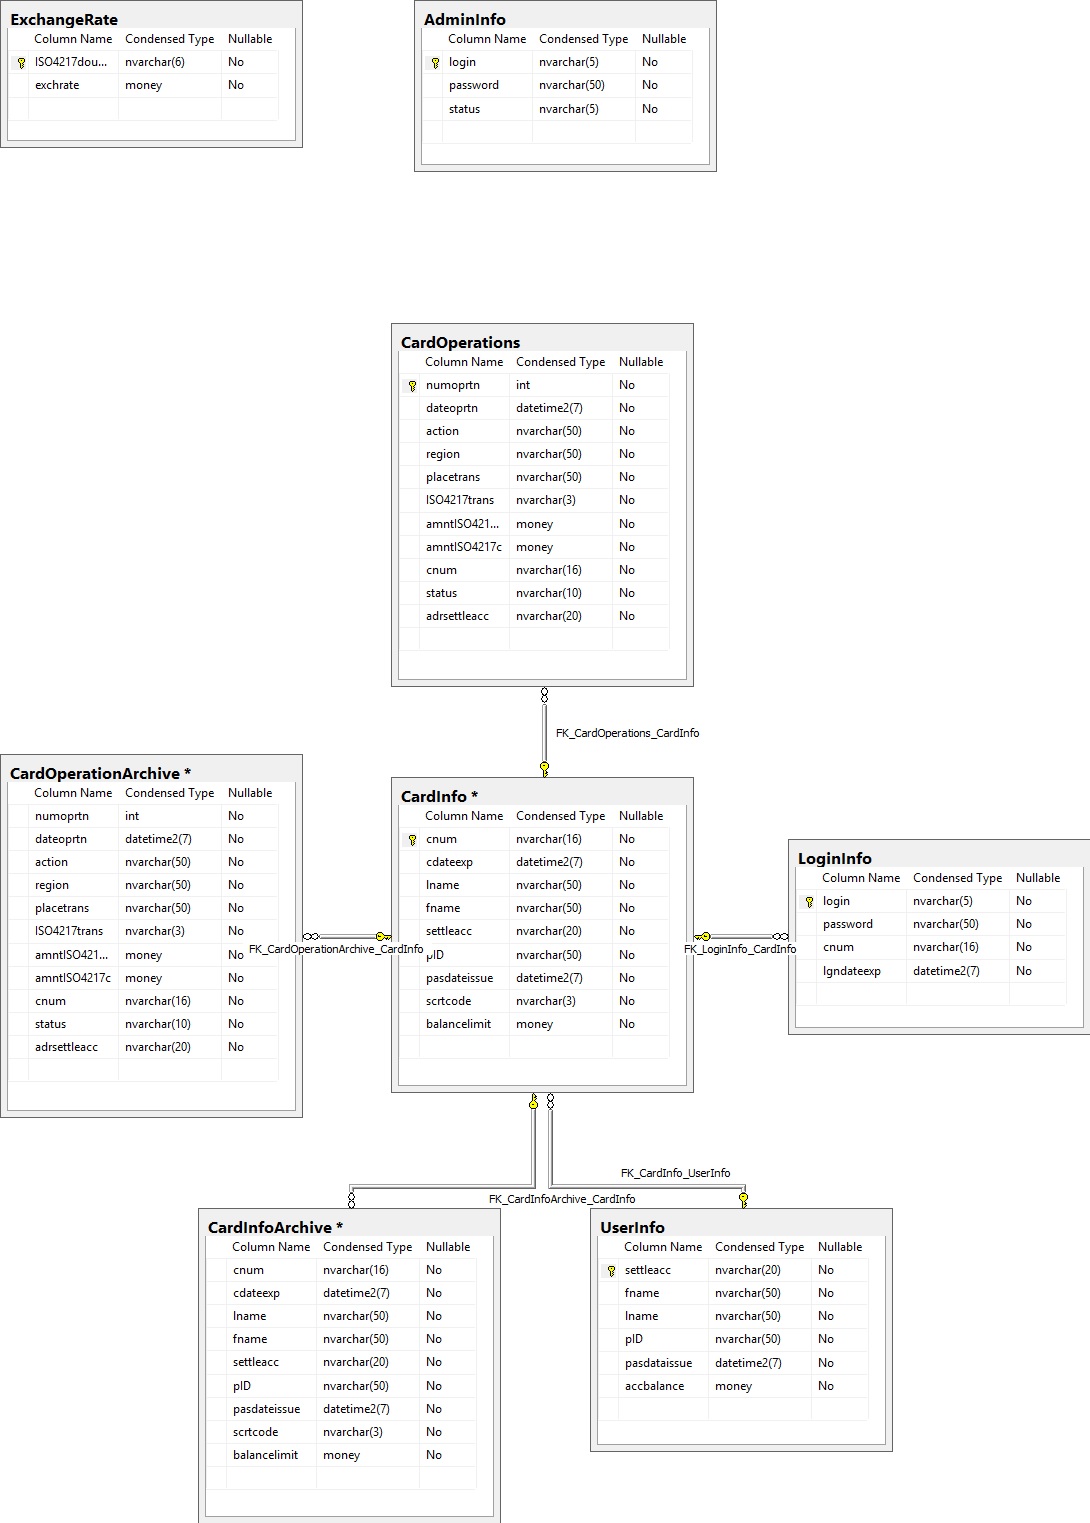 ExchangeRate
Column Name Condensed Type Nullable
ISO4217dou... nvarchar(6) No
exchrate money No
AdminInfo
Column Name Condensed Type Nullable
login nvarchar(5) No
password nvarchar(50) No
status nvarchar(5) No
CardOperations
Column Name Condensed Type Nullable
numoprtn int No
dateoprtn datetime2(7) No
action nvarchar(50) No
region nvarchar(50) No
placetrans nvarchar(50) No
ISO4217trans nvarchar(3) No
amntISO421... money No
amntISO4217c money No
cnum nvarchar(16) No
status nvarchar(10) No
adrsettleacc nvarchar(20) No
FK_CardOperations_CardInfo
CardOperationArchive *
Column Name Condensed Type Nullable
numoprtn int No
dateoprtn datetime2(7) No
action nvarchar(50) No
region nvarchar(50) No
placetrans nvarchar(50) No
ISO4217trans nvarchar(3) No
amntISO421... money No
amntISO4217c money No
cnum nvarchar(16) No
status nvarchar(10) No
adrsettleacc nvarchar(20) No
FK_CardOperationArchive_CardInfo
CardInfo *
Column Name Condensed Type Nullable
cnum nvarchar(16) No
cdateexp datetime2(7) No
lname nvarchar(50) No
fname nvarchar(50) No
settleacc nvarchar(20) No
pID nvarchar(50) No
pasdateissue datetime2(7) No
scrtcode nvarchar(3) No
balancelimit money No
FK_LoginInfo_CardInfo
LoginInfo
Column Name Condensed Type Nullable
login nvarchar(5) No
password nvarchar(50) No
cnum nvarchar(16) No
lgndateexp datetime2(7) No
FK_CardInfo_UserInfo
FK_CardInfoArchive_CardInfo
CardInfoArchive *
Column Name Condensed Type Nullable
cnum nvarchar(16) No
cdateexp datetime2(7) No
lname nvarchar(50) No
fname nvarchar(50) No
settleacc nvarchar(20) No
pID nvarchar(50) No
pasdateissue datetime2(7) No
scrtcode nvarchar(3) No
balancelimit money No
UserInfo
Column Name Condensed Type Nullable
settleacc nvarchar(20) No
fname nvarchar(50) No
lname nvarchar(50) No
pID nvarchar(50) No
pasdataissue datetime2(7) No
accbalance money No